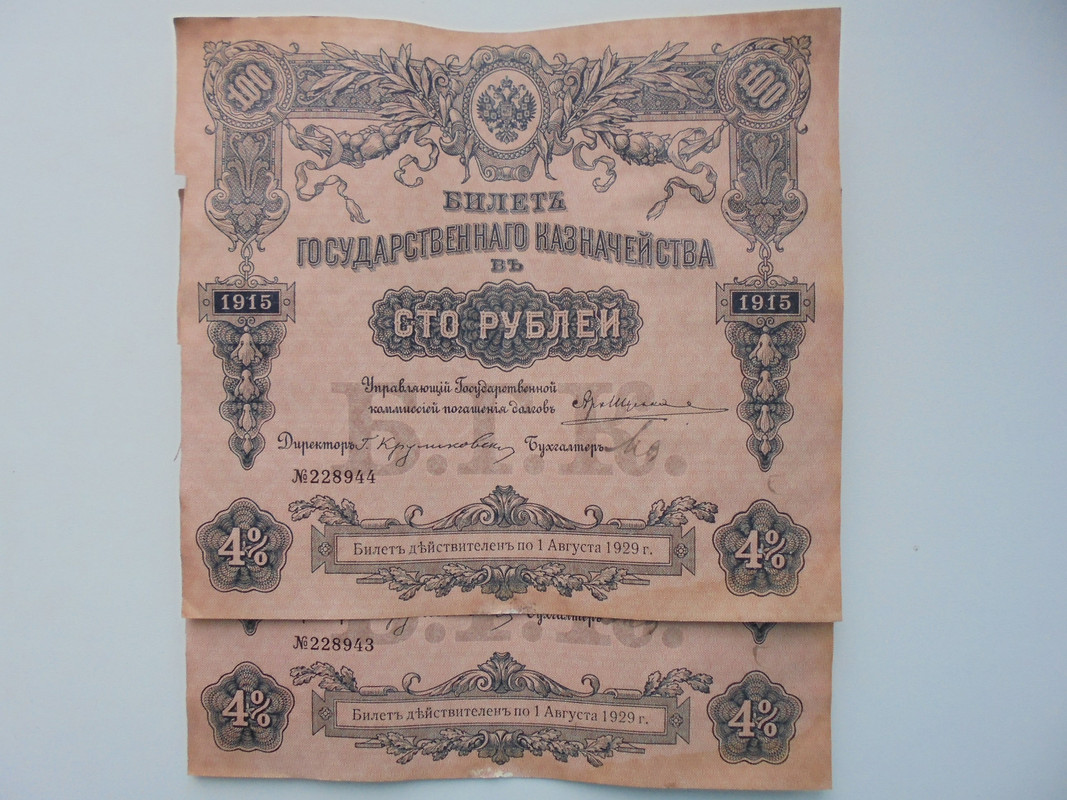 100 100
БИЛЕТЪ
ГОСУДАРСТВЕННАГО КАЗНАЧЕЙСТВА
ВЪ
1915 1915
СТО РУБЛЕЙ
Управляющій Государственной
коммиссіей погашенія долговъ
Директоръ Бухгалтеръ
№228944
4% 4%
Билетъ дѣйствителенъ по 1 Августа 1929 г.
Бухгалтеръ
№228943
4% 4%
Билетъ дѣйствителенъ по 1 Августа 1929 г.